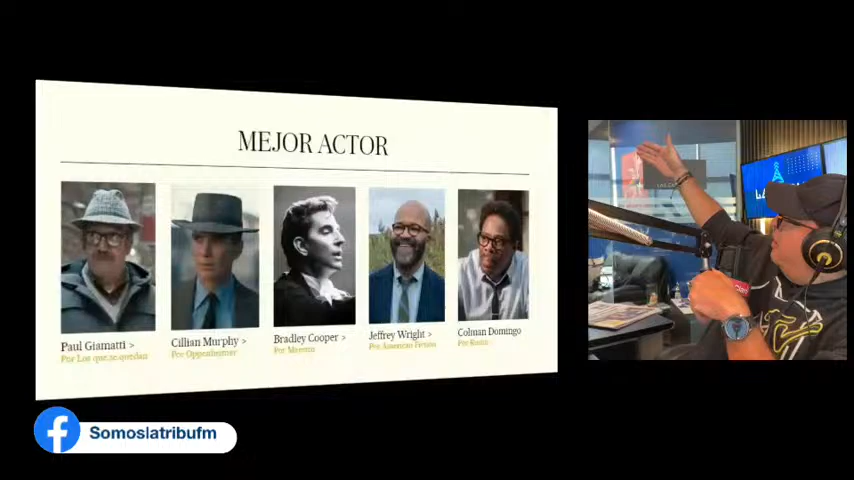 MEJOR ACTOR
Paul Giamatti >
Por Los que se quedan
Cillian Murphy >
Por Oppenheimer
Bradley Cooper >
Por Maestro
Jeffrey Wright >
Por American Fiction
Colman Domingo
Por Rustin
Somoslatribufm